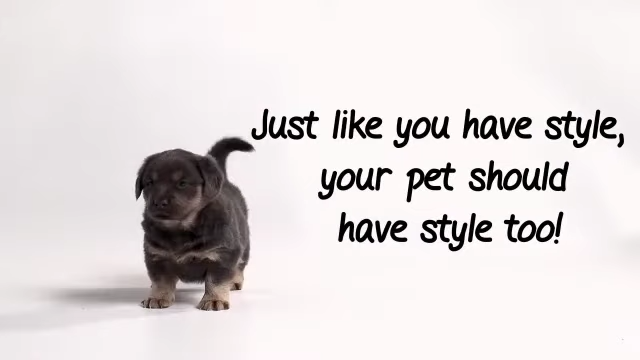 Just like you have style,
your pet should
have style too!